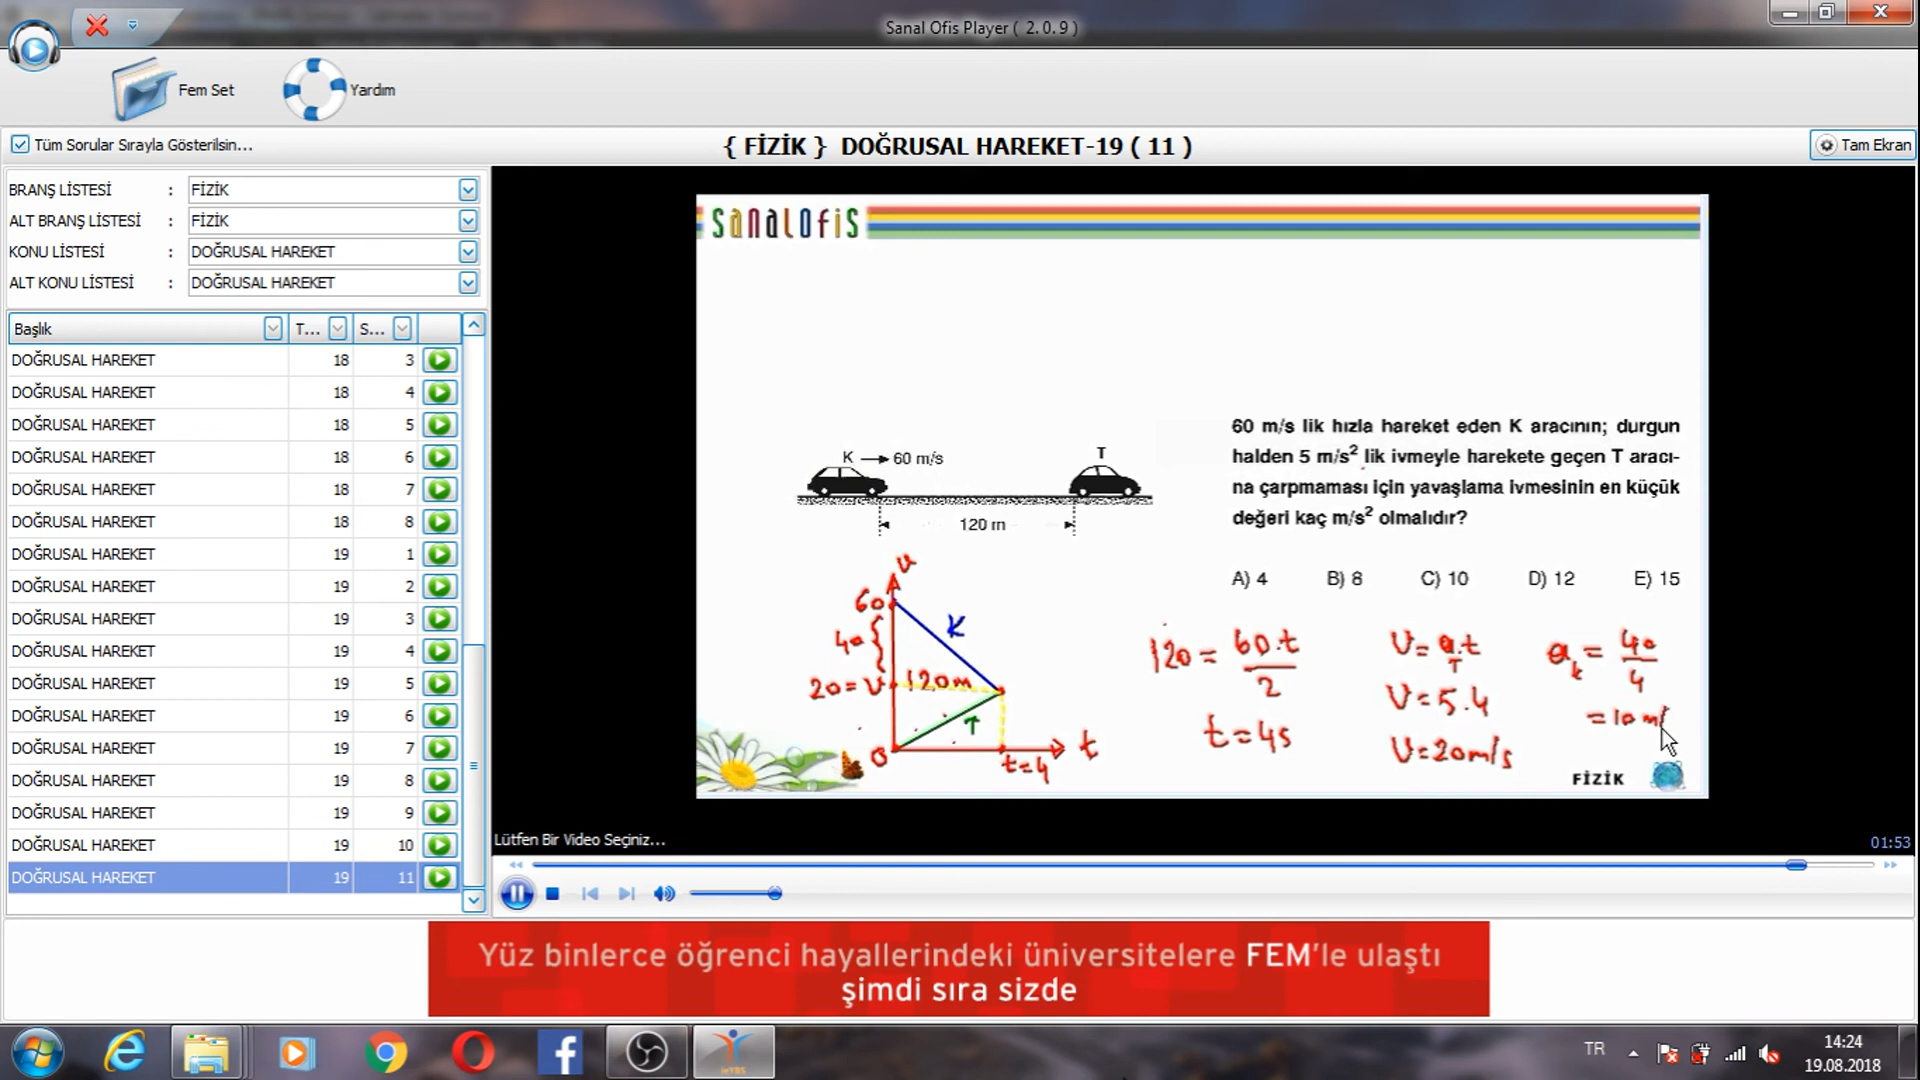 Sanal Ofis Player ( 2.0.9 )
Fem Set
Yardım
Tüm Sorular Sırayla Gösterilsin...
{ FİZİK } DOĞRUSAL HAREKET-19 ( 11 )
Tam Ekran
BRANŞ LİSTESİ : FİZİK
ALT BRANŞ LİSTESİ : FİZİK
KONU LİSTESİ : DOĞRUSAL HAREKET
ALT KONU LİSTESİ : DOĞRUSAL HAREKET
Başlık T... S...
DOĞRUSAL HAREKET 18 3
DOĞRUSAL HAREKET 18 4
DOĞRUSAL HAREKET 18 5
DOĞRUSAL HAREKET 18 6
DOĞRUSAL HAREKET 18 7
DOĞRUSAL HAREKET 18 8
DOĞRUSAL HAREKET 19 1
DOĞRUSAL HAREKET 19 2
DOĞRUSAL HAREKET 19 3
DOĞRUSAL HAREKET 19 4
DOĞRUSAL HAREKET 19 5
DOĞRUSAL HAREKET 19 6
DOĞRUSAL HAREKET 19 7
DOĞRUSAL HAREKET 19 8
DOĞRUSAL HAREKET 19 9
DOĞRUSAL HAREKET 19 10
DOĞRUSAL HAREKET 19 11
SANALOFİS
K → 60 m/s
T
120 m
60 m/s lik hızla hareket eden K aracının; durgun
halden 5 m/s² lik ivmeyle harekete geçen T aracı-
na çarpmaması için yavaşlama ivmesinin en küçük
değeri kaç m/s² olmalıdır?
A) 4 B) 8 C) 10 D) 12 E) 15
v
60
40
K
20=v 120m
T
0
t=4
t
120 = 60.t/2
t=4s
v=a_T.t
v=5.4
v=20m/s
a_k = 40/4
=10 m/
FİZİK
Lütfen Bir Video Seçiniz...
01:53
Yüz binlerce öğrenci hayallerindeki üniversitelere FEM'le ulaştı
şimdi sıra sizde
ieYBS
TR
14:24
19.08.2018